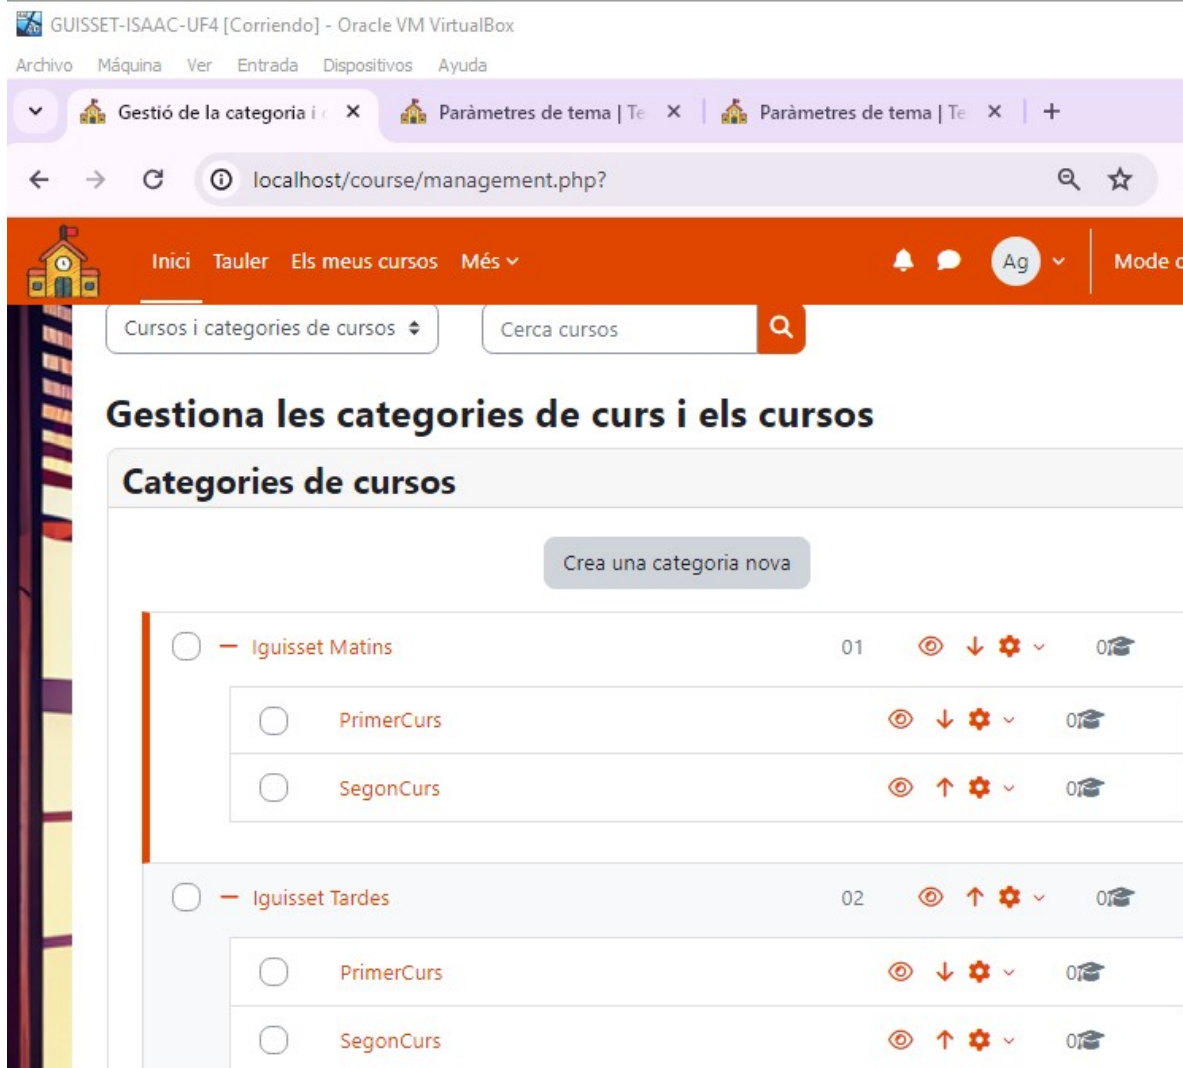 GUISSET-ISAAC-UF4 [Corriendo] - Oracle VM VirtualBox
Archivo Máquina Ver Entrada Dispositivos Ayuda
Gestió de la categoria i Paràmetres de tema | Te Paràmetres de tema | Te
localhost/course/management.php?
Inici Tauler Els meus cursos Més Ag Mode
Cursos i categories de cursos Cerca cursos
Gestiona les categories de curs i els cursos
Categories de cursos
Crea una categoria nova
Iguisset Matins 01 0
PrimerCurs 0
SegonCurs 0
Iguisset Tardes 02 0
PrimerCurs 0
SegonCurs 0